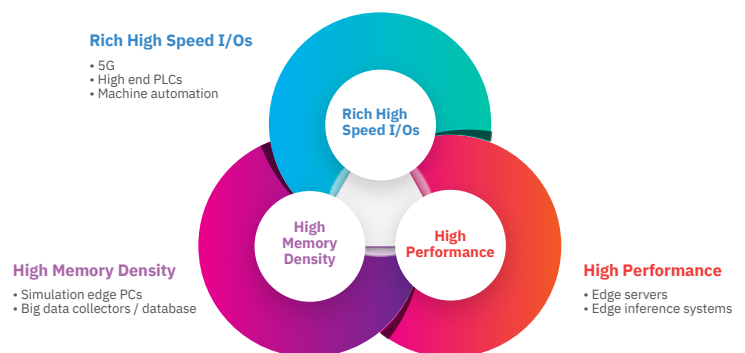 Rich High Speed I/Os
• 5G
• High end PLCs
• Machine automation
Rich High
Speed I/Os
High
Memory
Density
High
Performance
High Memory Density
• Simulation edge PCs
• Big data collectors / database
High Performance
• Edge servers
• Edge inference systems